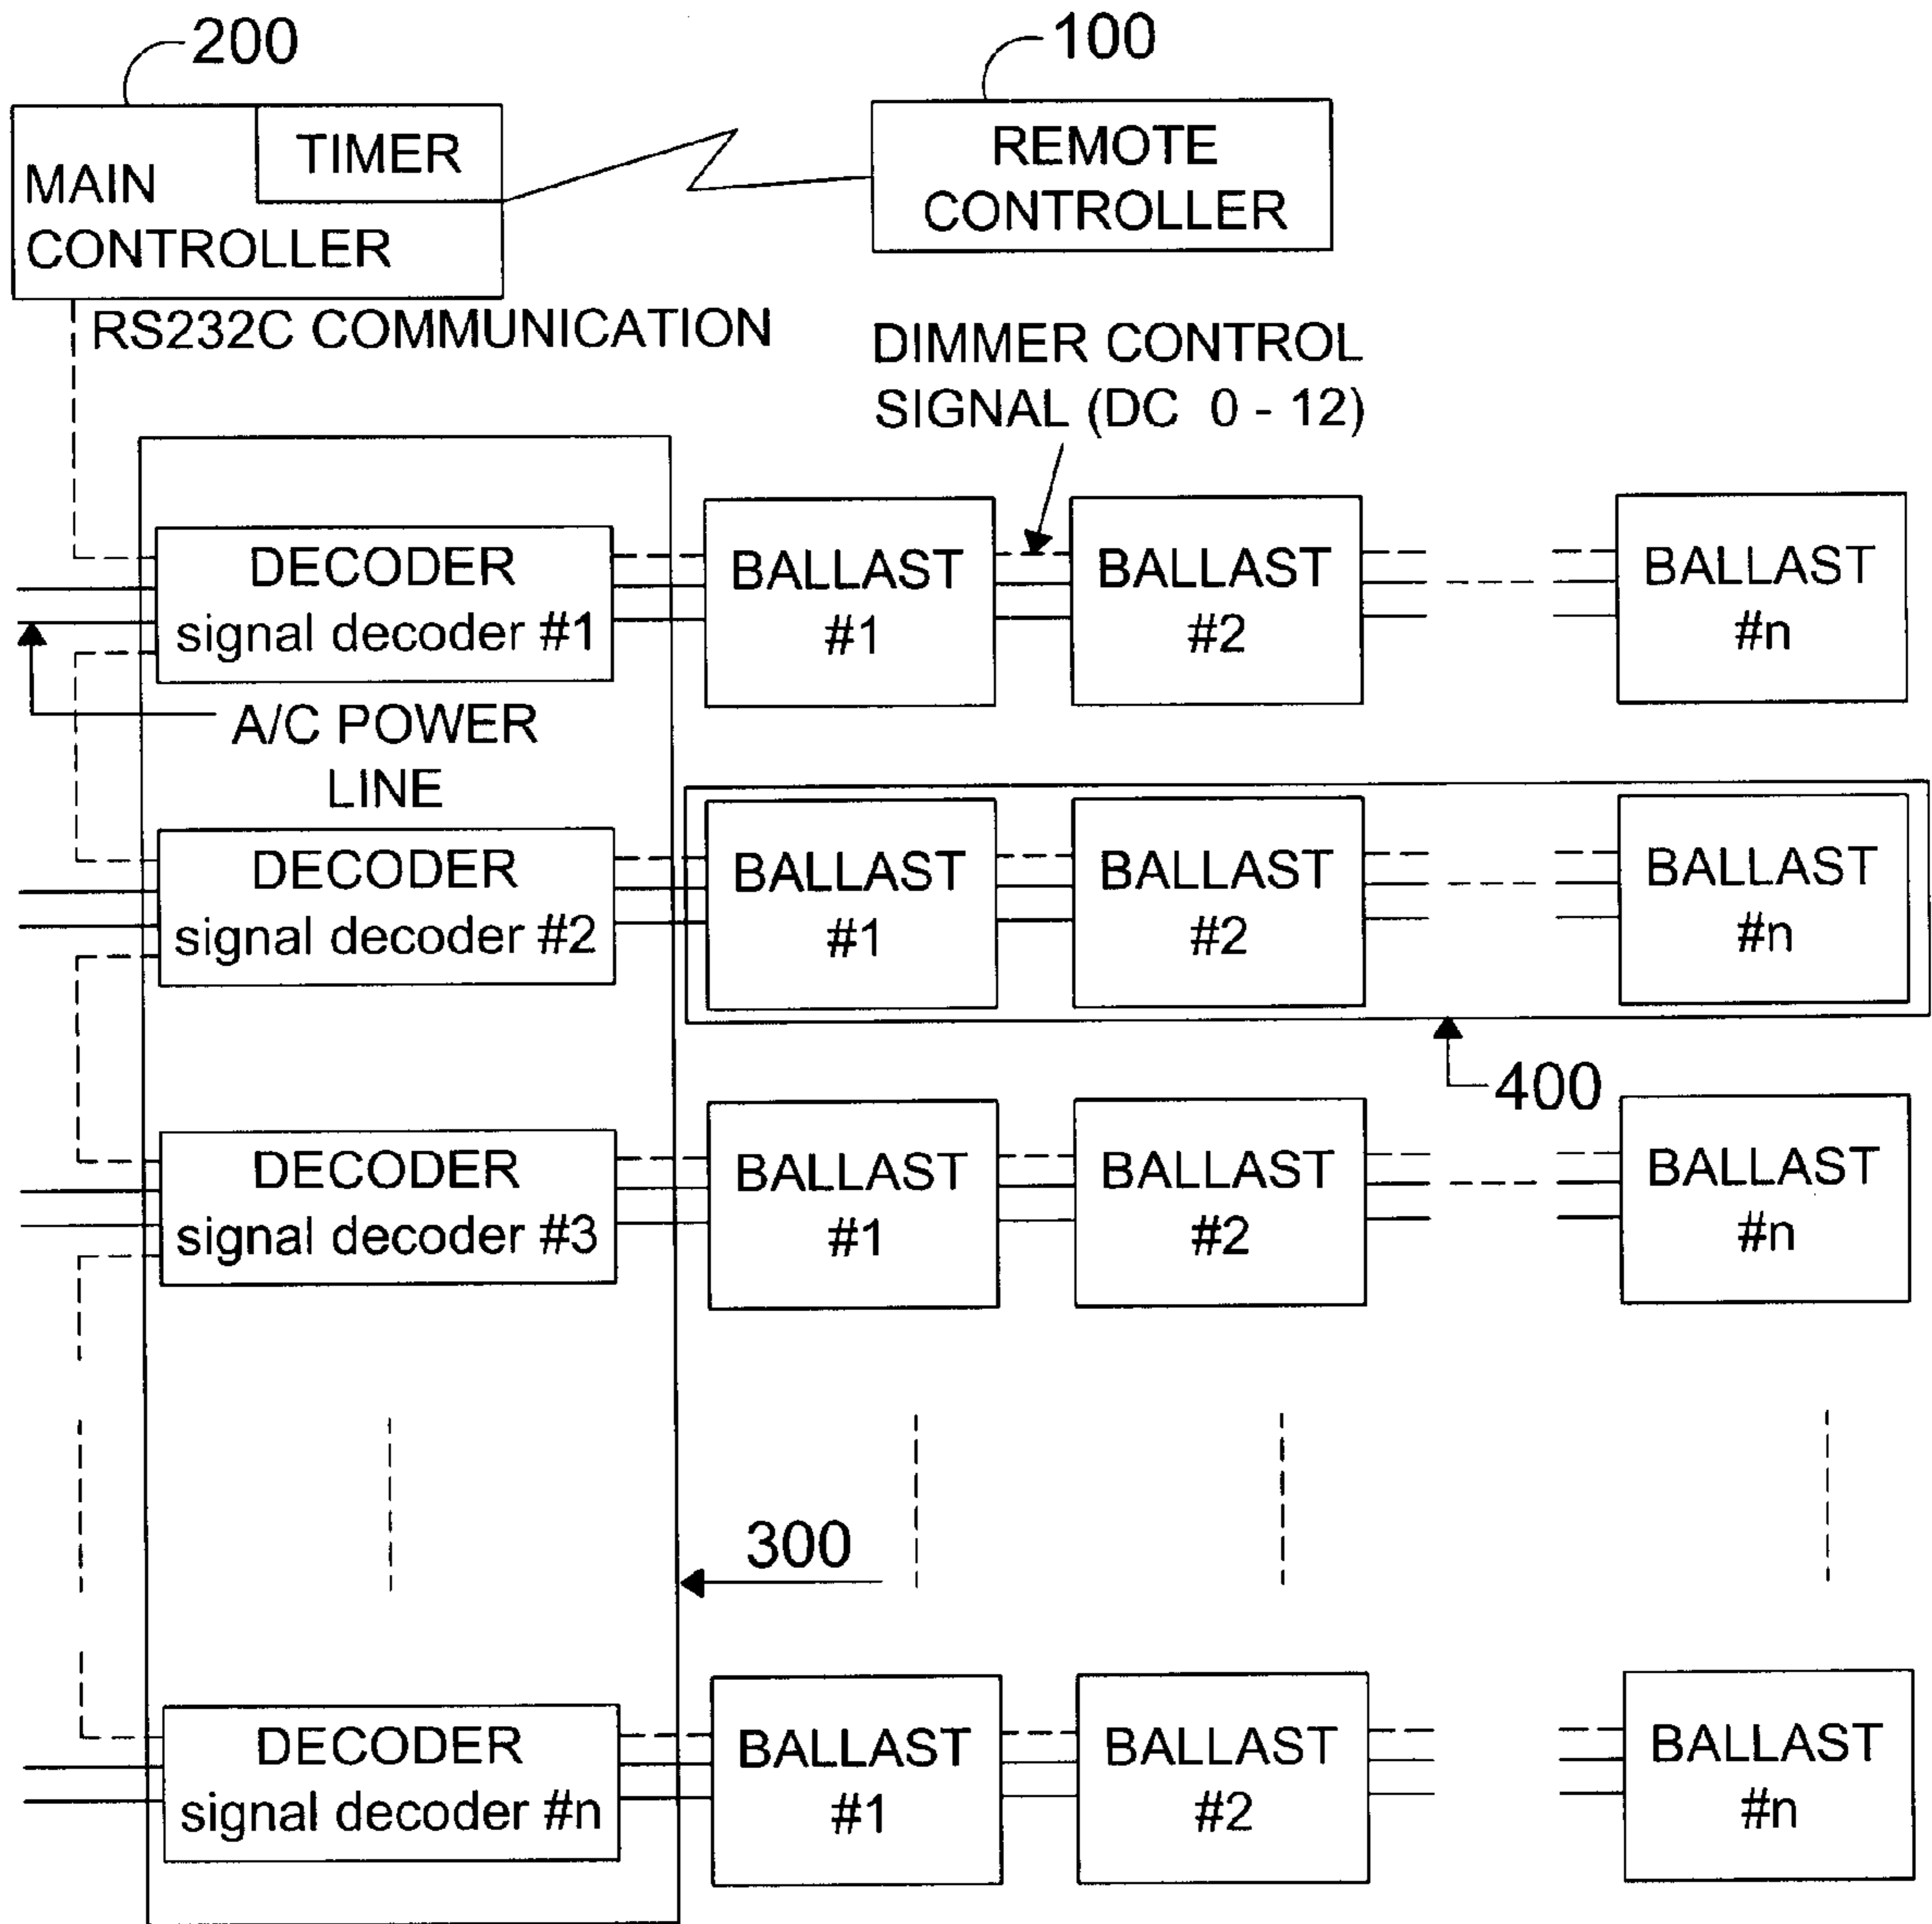 200
100
TIMER
MAIN
CONTROLLER
REMOTE
CONTROLLER
RS232C COMMUNICATION
DIMMER CONTROL
SIGNAL (DC 0 - 12)
DECODER
signal decoder #1
BALLAST
#1
BALLAST
#2
BALLAST
#n
A/C POWER
LINE
DECODER
signal decoder #2
BALLAST
#1
BALLAST
#2
BALLAST
#n
400
DECODER
signal decoder #3
BALLAST
#1
BALLAST
#2
BALLAST
#n
300
DECODER
signal decoder #n
BALLAST
#1
BALLAST
#2
BALLAST
#n